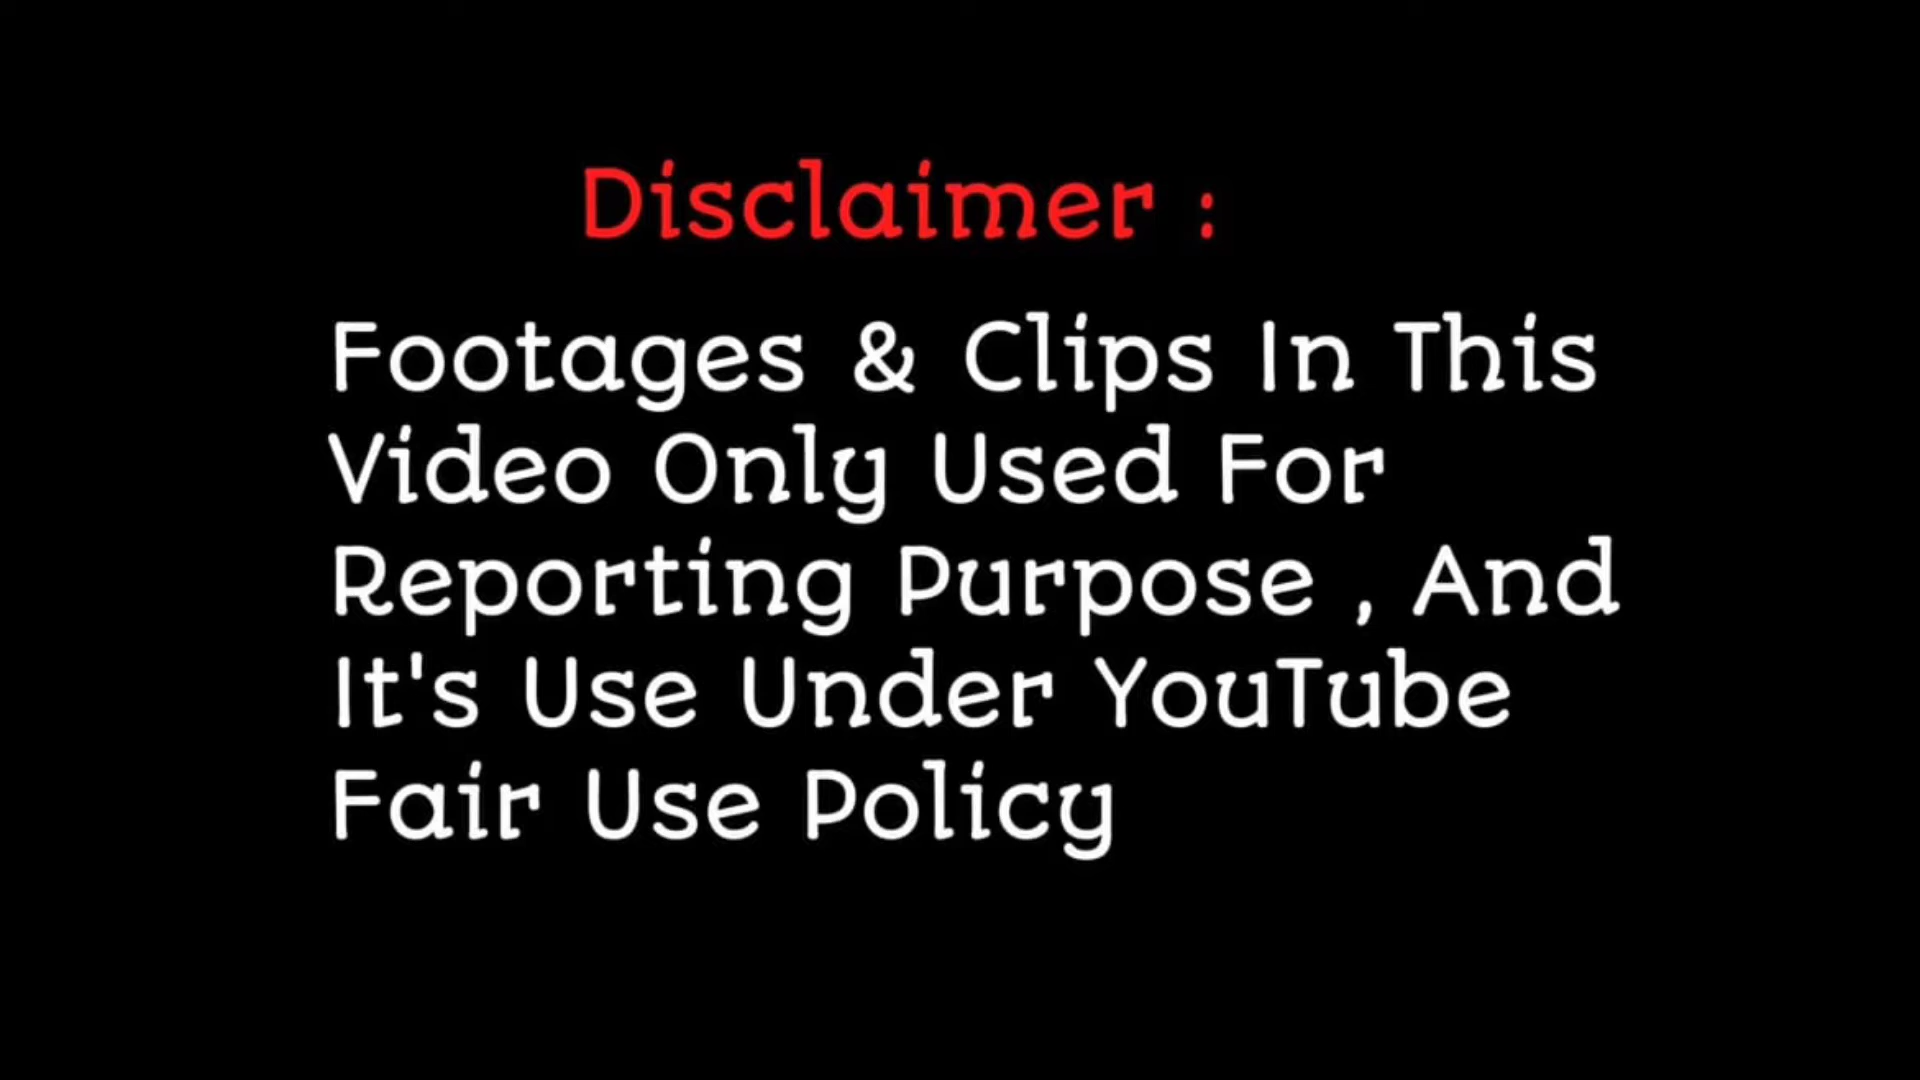 Disclaimer :
Footages & Clips In This
Video Only Used For
Reporting Purpose , And
It's Use Under YouTube
Fair Use Policy